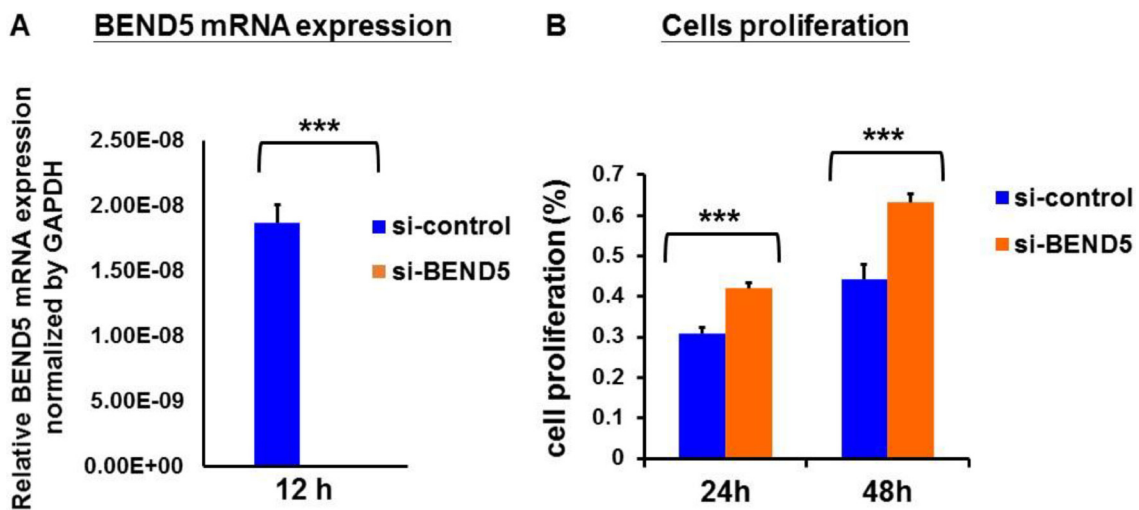 A BEND5 mRNA expression
Relative BEND5 mRNA expression
normalized by GAPDH
2.50E-08
2.00E-08
1.50E-08
1.00E-08
5.00E-09
0.00E+00
***
12 h
si-control
si-BEND5
B Cells proliferation
cell proliferation (%)
0.7
0.6
0.5
0.4
0.3
0.2
0.1
0
***
***
24h
48h
si-control
si-BEND5